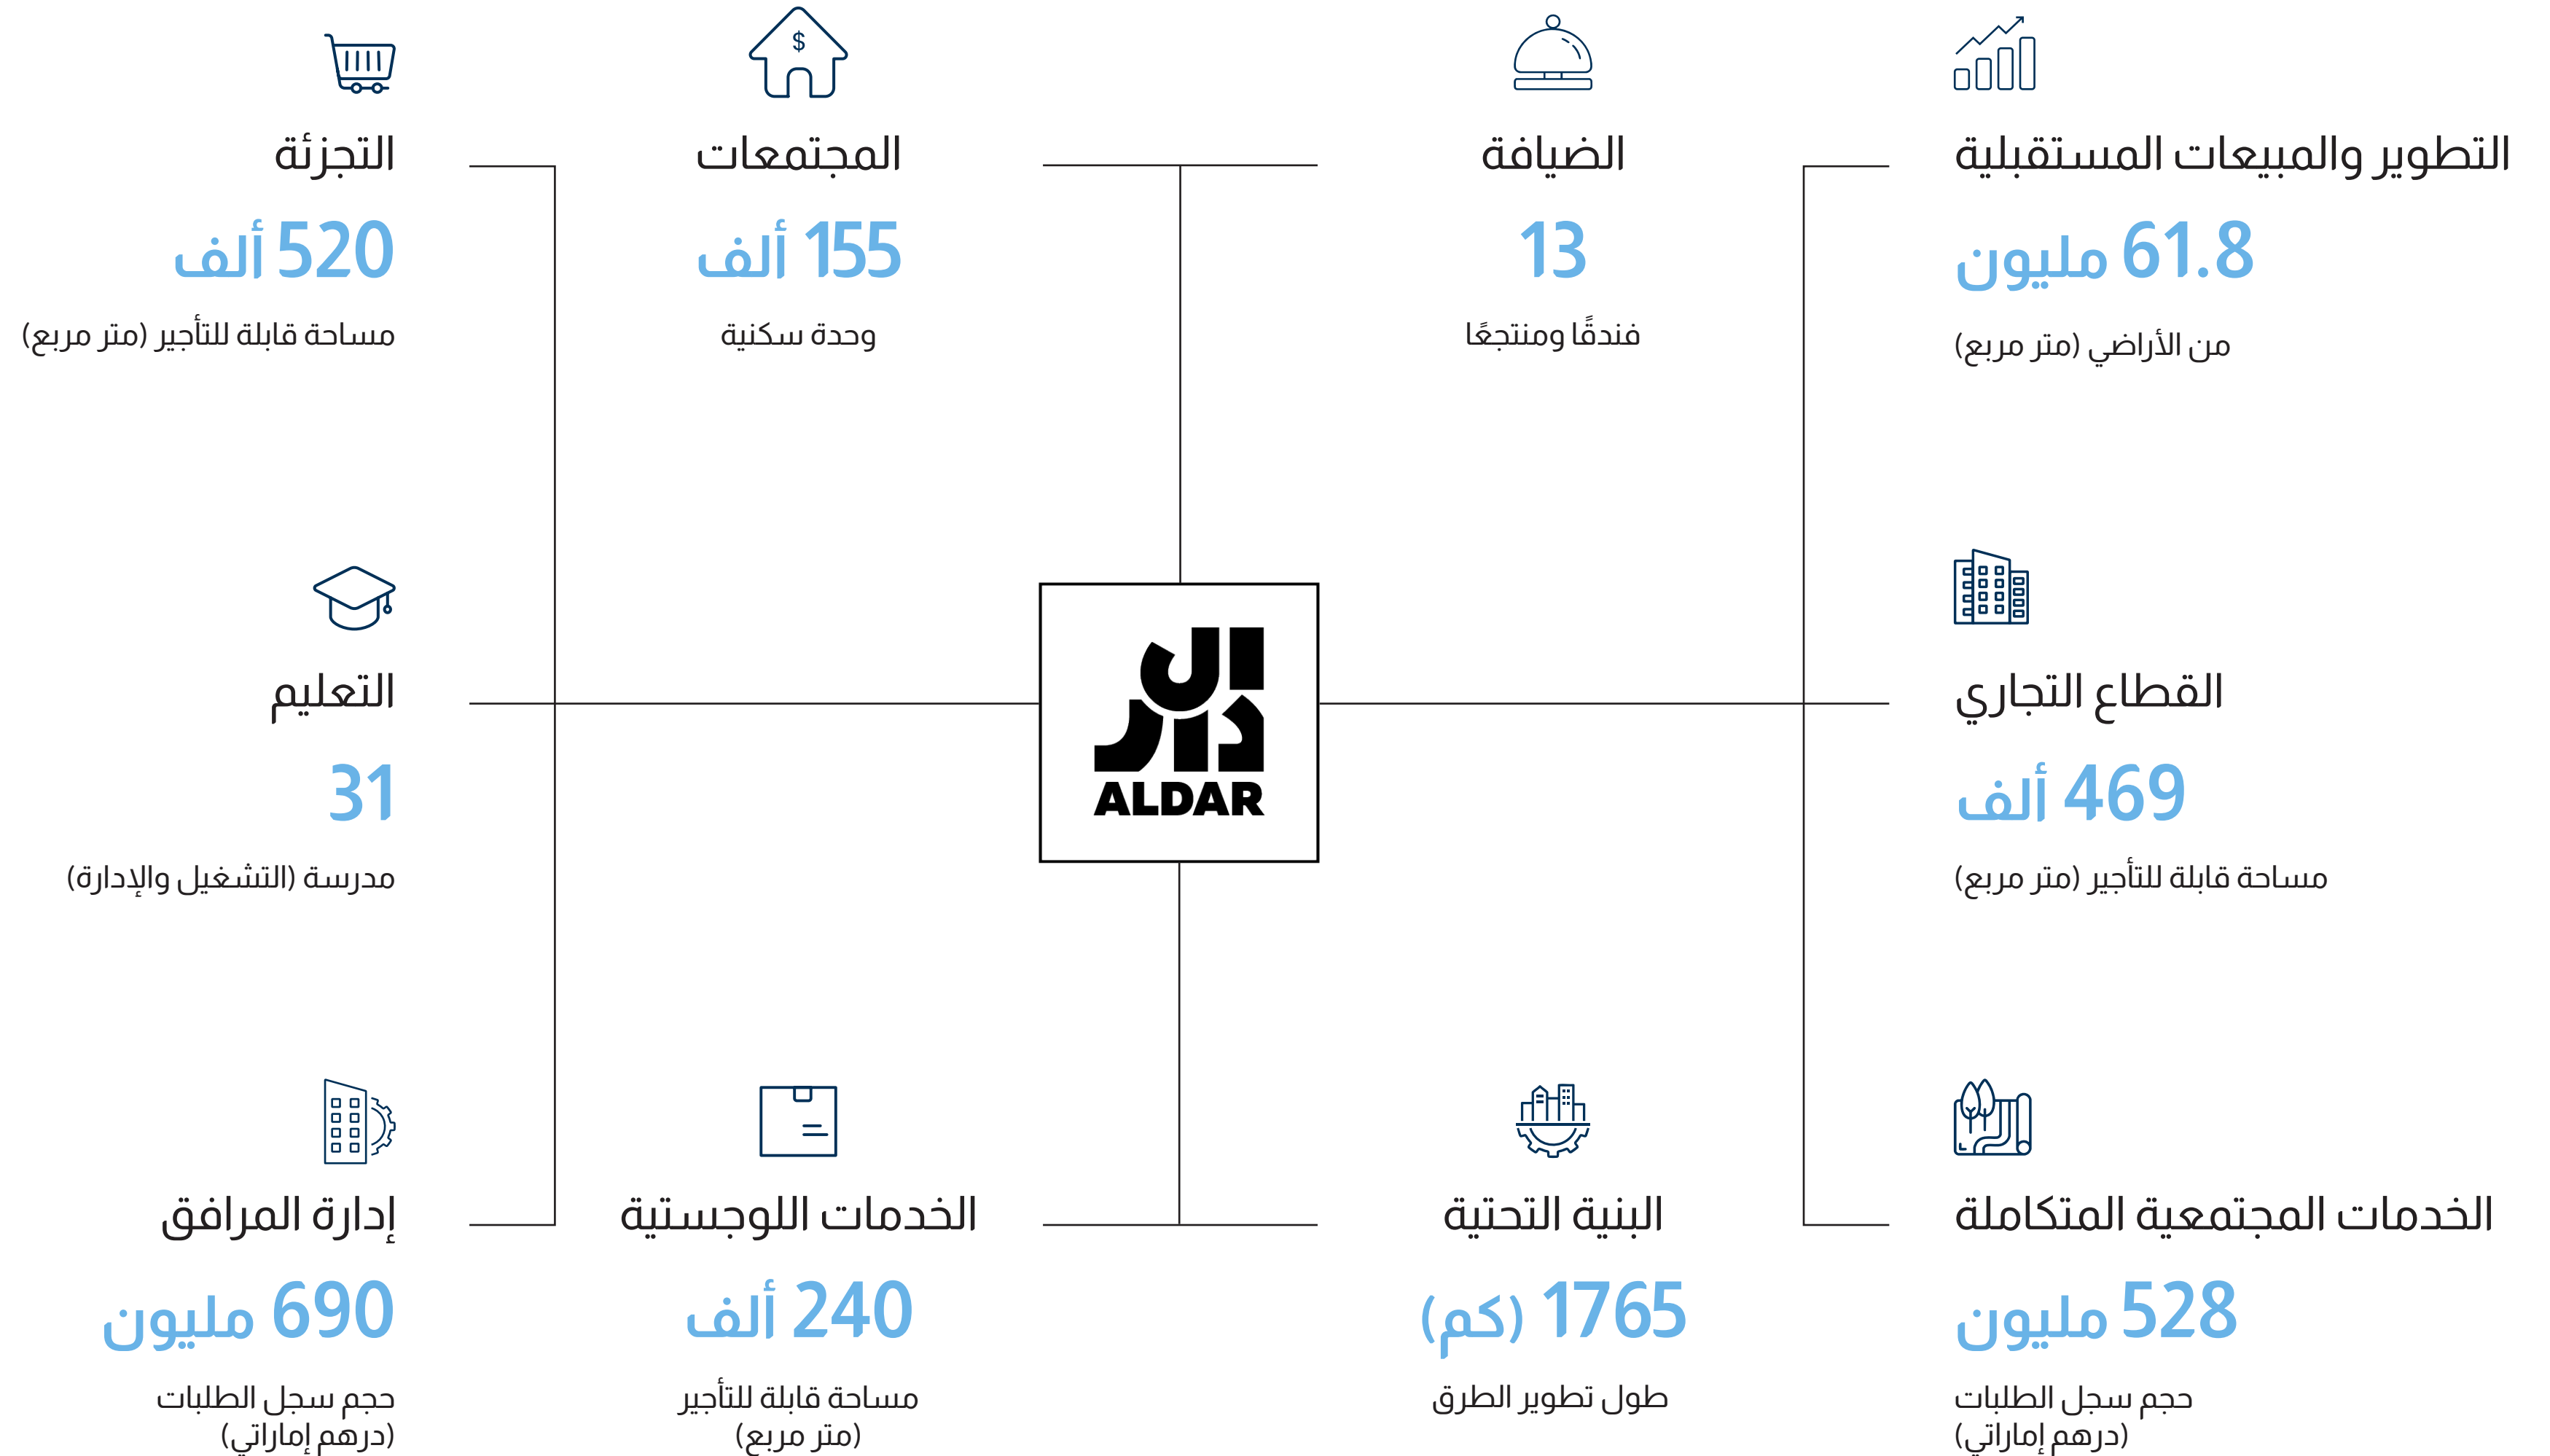 التطوير والمبيعات المستقبلية
61.8 مليون
من الأراضي (متر مربع)
الضيافة
13
فندقًا ومنتجعًا
المجتمعات
155 ألف
وحدة سكنية
التجزئة
520 ألف
مساحة قابلة للتأجير (متر مربع)
القطاع التجاري
469 ألف
مساحة قابلة للتأجير (متر مربع)
ال
دار
ALDAR
التعليم
31
مدرسة (التشغيل والإدارة)
الخدمات المجتمعية المتكاملة
528 مليون
حجم سجل الطلبات
(درهم إماراتي)
البنية التحتية
1765 (كم)
طول تطوير الطرق
الخدمات اللوجستية
240 ألف
مساحة قابلة للتأجير
(متر مربع)
إدارة المرافق
690 مليون
حجم سجل الطلبات
(درهم إماراتي)